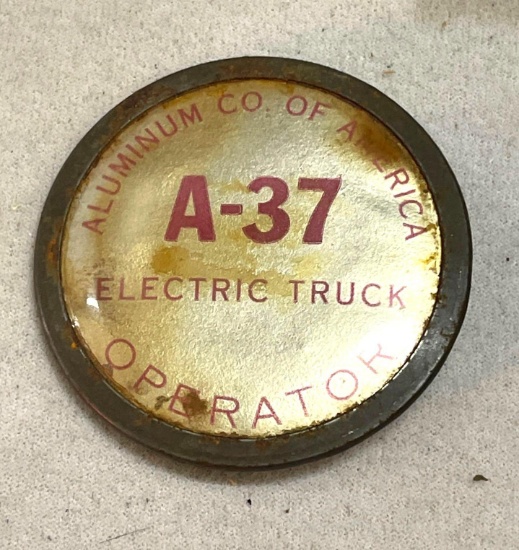 ALUMINUM CO. OF AMERICA
A-37
ELECTRIC TRUCK
OPERATOR